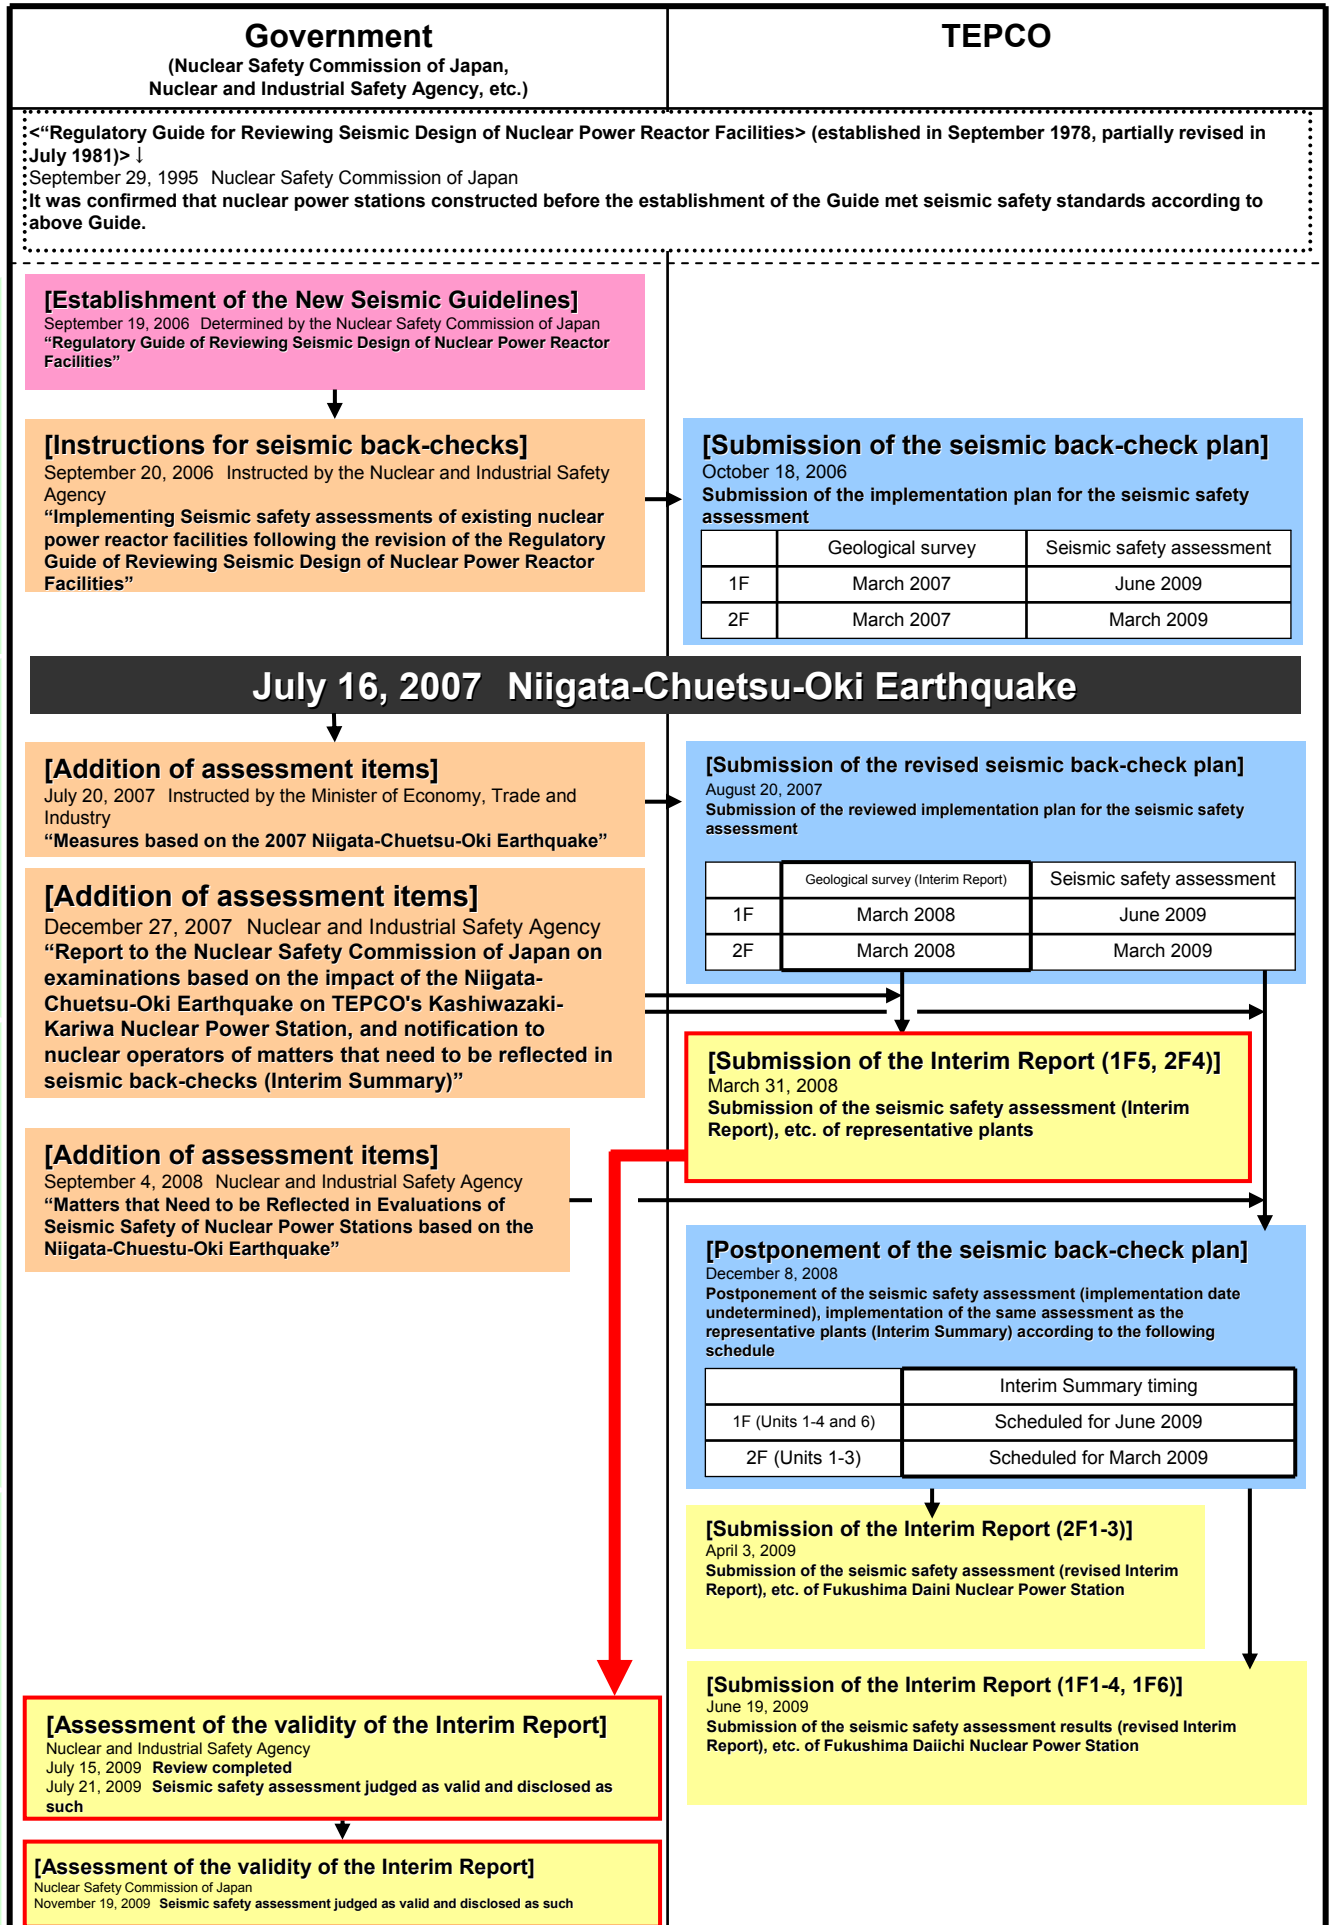 Government
(Nuclear Safety Commission of Japan,
Nuclear and Industrial Safety Agency, etc.)
TEPCO
<“Regulatory Guide for Reviewing Seismic Design of Nuclear Power Reactor Facilities> (established in September 1978, partially revised in
July 1981)> ↓
September 29, 1995 Nuclear Safety Commission of Japan
It was confirmed that nuclear power stations constructed before the establishment of the Guide met seismic safety standards according to
above Guide.
[Establishment of the New Seismic Guidelines]
September 19, 2006 Determined by the Nuclear Safety Commission of Japan
“Regulatory Guide of Reviewing Seismic Design of Nuclear Power Reactor
Facilities”
[Instructions for seismic back-checks]
September 20, 2006 Instructed by the Nuclear and Industrial Safety
Agency
“Implementing Seismic safety assessments of existing nuclear
power reactor facilities following the revision of the Regulatory
Guide of Reviewing Seismic Design of Nuclear Power Reactor
Facilities”
[Submission of the seismic back-check plan]
October 18, 2006
Submission of the implementation plan for the seismic safety
assessment
Geological survey Seismic safety assessment
1F March 2007 June 2009
2F March 2007 March 2009
July 16, 2007 Niigata-Chuetsu-Oki Earthquake
[Addition of assessment items]
July 20, 2007 Instructed by the Minister of Economy, Trade and
Industry
“Measures based on the 2007 Niigata-Chuetsu-Oki Earthquake”
[Submission of the revised seismic back-check plan]
August 20, 2007
Submission of the reviewed implementation plan for the seismic safety
assessment
Geological survey (Interim Report) Seismic safety assessment
1F March 2008 June 2009
2F March 2008 March 2009
[Addition of assessment items]
December 27, 2007 Nuclear and Industrial Safety Agency
“Report to the Nuclear Safety Commission of Japan on
examinations based on the impact of the Niigata-
Chuetsu-Oki Earthquake on TEPCO's Kashiwazaki-
Kariwa Nuclear Power Station, and notification to
nuclear operators of matters that need to be reflected in
seismic back-checks (Interim Summary)”
[Submission of the Interim Report (1F5, 2F4)]
March 31, 2008
Submission of the seismic safety assessment (Interim
Report), etc. of representative plants
[Addition of assessment items]
September 4, 2008 Nuclear and Industrial Safety Agency
“Matters that Need to be Reflected in Evaluations of
Seismic Safety of Nuclear Power Stations based on the
Niigata-Chuestu-Oki Earthquake”
[Postponement of the seismic back-check plan]
December 8, 2008
Postponement of the seismic safety assessment (implementation date
undetermined), implementation of the same assessment as the
representative plants (Interim Summary) according to the following
schedule
Interim Summary timing
1F (Units 1-4 and 6) Scheduled for June 2009
2F (Units 1-3) Scheduled for March 2009
[Submission of the Interim Report (2F1-3)]
April 3, 2009
Submission of the seismic safety assessment (revised Interim
Report), etc. of Fukushima Daini Nuclear Power Station
[Submission of the Interim Report (1F1-4, 1F6)]
June 19, 2009
Submission of the seismic safety assessment results (revised Interim
Report), etc. of Fukushima Daiichi Nuclear Power Station
[Assessment of the validity of the Interim Report]
Nuclear and Industrial Safety Agency
July 15, 2009 Review completed
July 21, 2009 Seismic safety assessment judged as valid and disclosed as
such
[Assessment of the validity of the Interim Report]
Nuclear Safety Commission of Japan
November 19, 2009 Seismic safety assessment judged as valid and disclosed as such